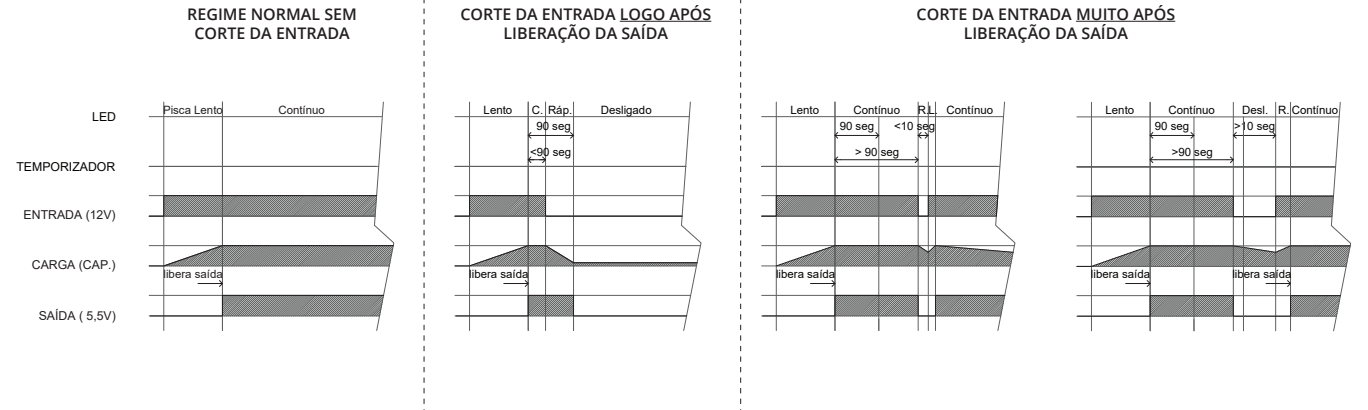 REGIME NORMAL SEM
CORTE DA ENTRADA
CORTE DA ENTRADA LOGO APÓS
LIBERAÇÃO DA SAÍDA
CORTE DA ENTRADA MUITO APÓS
LIBERAÇÃO DA SAÍDA
LED
Pisca Lento Contínuo
Lento C. Ráp. Desligado
90 seg
<90 seg
Lento Contínuo R.L. Contínuo
90 seg <10 seg
> 90 seg
Lento Contínuo Desl. R. Contínuo
90 seg >10 seg
>90 seg
TEMPORIZADOR
ENTRADA (12V)
CARGA (CAP.)
libera saída
libera saída
libera saída
libera saída libera saída
SAÍDA ( 5,5V)